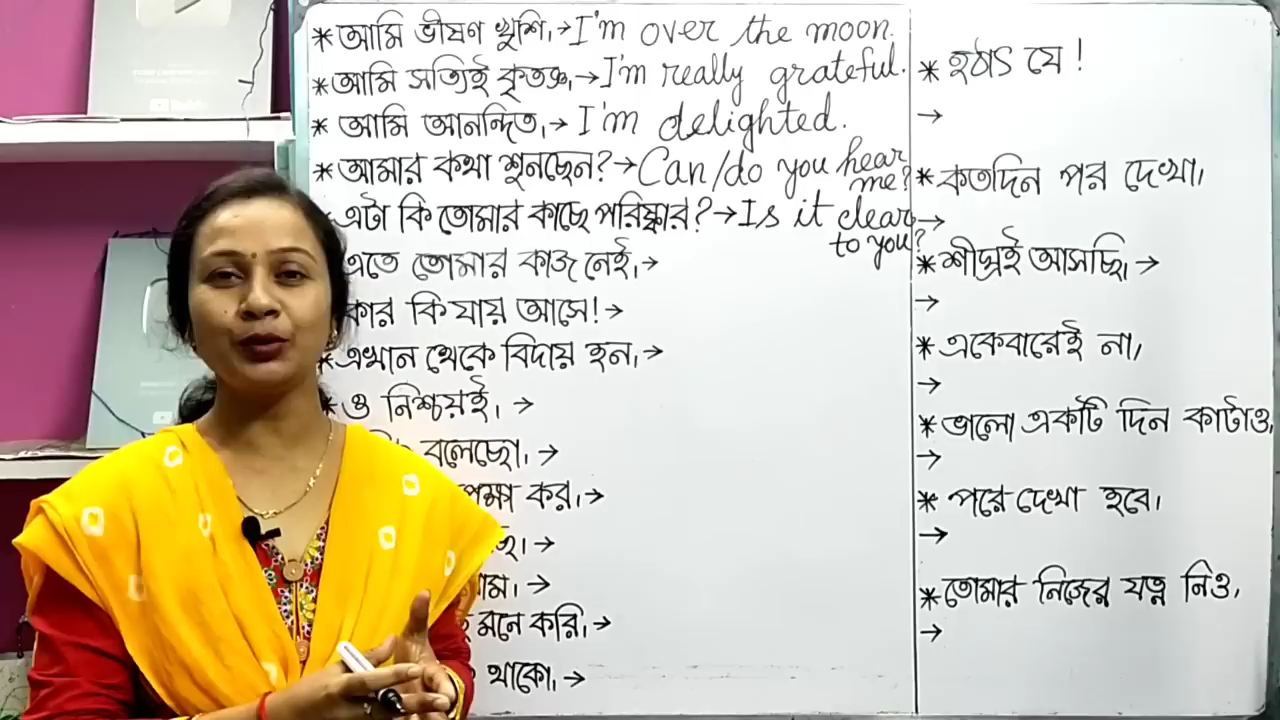 * আমি ভীষণ খুশি।→I'm over the moon.
* আমি সত্যিই কৃতজ্ঞ।→I'm really grateful.
* আমি আনন্দিত।→I'm delighted.
* আমার কথা শুনছেন?→Can/do you hear
me?
এটা কি তোমার কাছে পরিষ্কার?→Is it clear
to you?
এতে তোমার কাজ নেই।→
কার কি যায় আসে!→
* এখান থেকে বিদায় হন।→
* ও নিশ্চয়ই। →
বলেছো। →
কর। →
→
→
মনে করি। →
থাকো। →
* হঠাৎ যে!
→
* কতদিন পর দেখা।
→
* শীঘ্রই আসছি। →
→
* একেবারেই না।
→
* ভালো একটি দিন কাটাও।
→
* পরে দেখা হবে।
→
* তোমার নিজের যত্ন নিও।
→